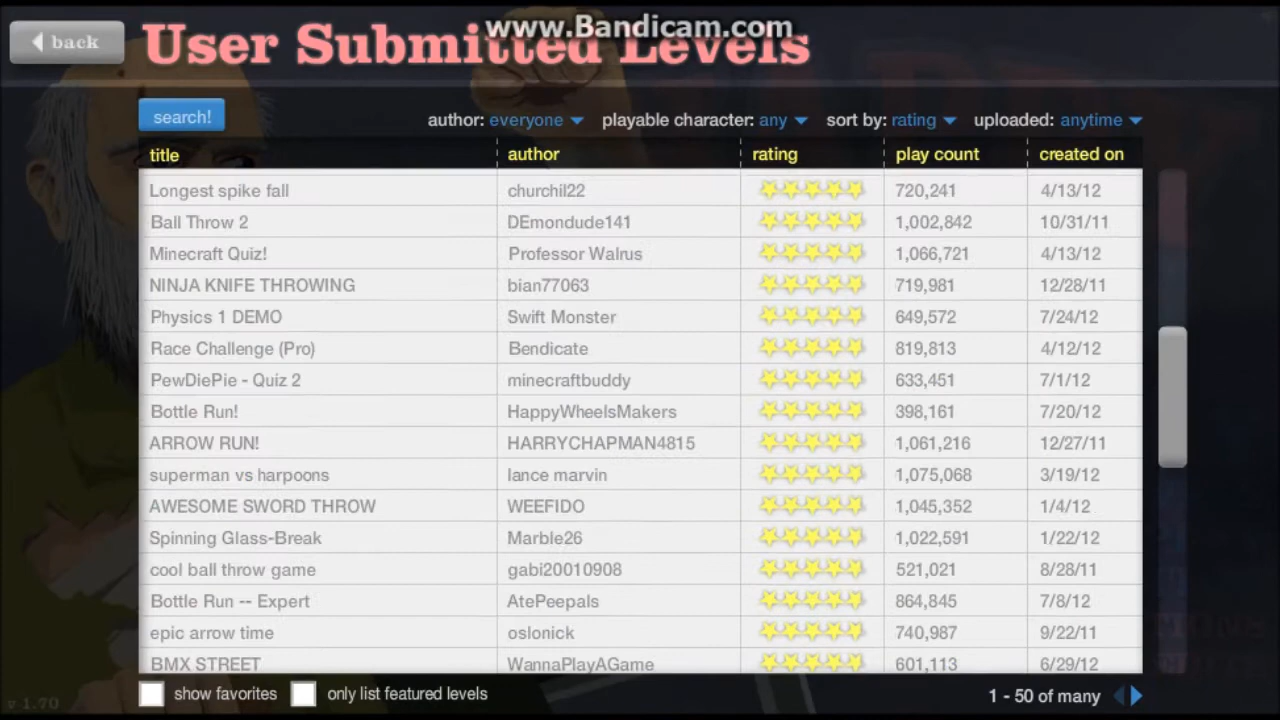 www.Bandicam.com
back
User Submitted Levels
search!
author: everyone playable character: any sort by: rating uploaded: anytime
title author rating play count created on
Longest spike fall churchil22 720,241 4/13/12
Ball Throw 2 DEmondude141 1,002,842 10/31/11
Minecraft Quiz! Professor Walrus 1,066,721 4/13/12
NINJA KNIFE THROWING bian77063 719,981 12/28/11
Physics 1 DEMO Swift Monster 649,572 7/24/12
Race Challenge (Pro) Bendicate 819,813 4/12/12
PewDiePie - Quiz 2 minecraftbuddy 633,451 7/1/12
Bottle Run! HappyWheelsMakers 398,161 7/20/12
ARROW RUN! HARRYCHAPMAN4815 1,061,216 12/27/11
superman vs harpoons lance marvin 1,075,068 3/19/12
AWESOME SWORD THROW WEEFIDO 1,045,352 1/4/12
Spinning Glass-Break Marble26 1,022,591 1/22/12
cool ball throw game gabi20010908 521,021 8/28/11
Bottle Run -- Expert AtePeepals 864,845 7/8/12
epic arrow time oslonick 740,987 9/22/11
BMX STREET WannaPlayAGame 601,113 6/29/12
show favorites only list featured levels 1 - 50 of many
v 1.70